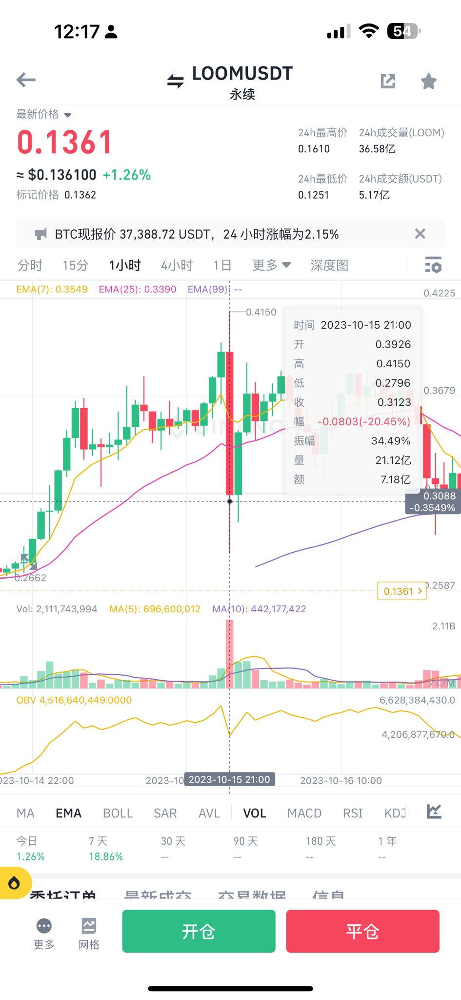 12:17
54
LOOMUSDT
永续
最新价格
0.1361
≈ $0.136100 +1.26%
标记价格 0.1362
24h最高价 24h成交量(LOOM)
0.1610 36.58亿
24h最低价 24h成交额(USDT)
0.1251 5.17亿
BTC现报价 37,388.72 USDT，24 小时涨幅为2.15%
分时 15分 1小时 4小时 1日 更多 深度图
EMA(7): 0.3549 EMA(25): 0.3390 EMA(99): --
0.4225
0.4150
时间 2023-10-15 21:00
开 0.3926
高 0.4150
低 0.2796
收 0.3123
幅 -0.0803(-20.45%)
振幅 34.49%
量 21.12亿
额 7.18亿
0.3679
0.3088
-0.3549%
0.2662
0.2587
0.1361
Vol: 2,111,743,994 MA(5): 696,600,012 MA(10): 442,177,422
2.11B
71.7M
OBV 4,516,640,449.0000
6,628,384,430.0
4,206,877,670.0
023-10-14 22:00 2023-10 2023-10-15 21:00 2023-10-16 10:00
MA EMA BOLL SAR AVL VOL MACD RSI KDJ
今日 7 天 30 天 90 天 180 天 1 年
1.26% 18.86% -- -- -- --
委托订单 最新成交 交易数据 信息
更多 网格 开仓 平仓